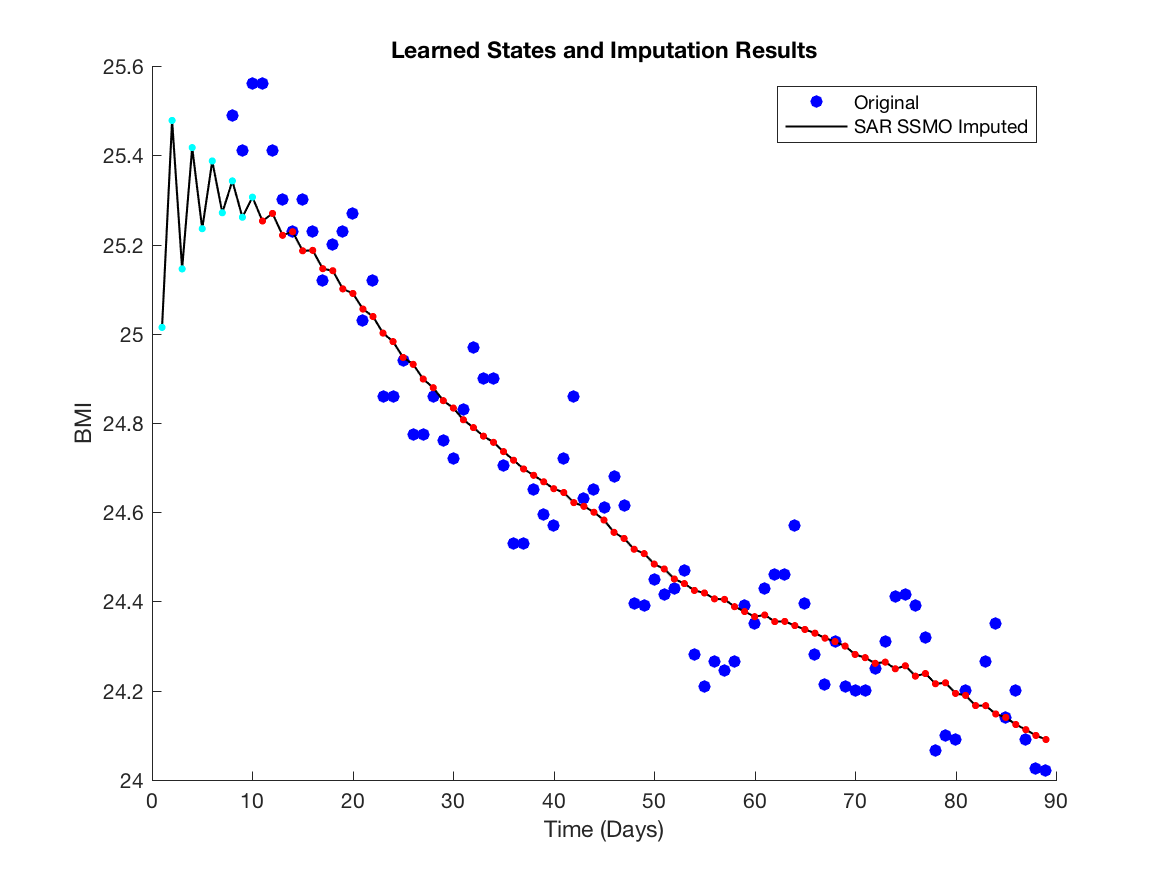 Learned States and Imputation Results
Original
SAR SSMO Imputed
25.6
25.4
25.2
25
24.8
24.6
24.4
24.2
24
BMI
0 10 20 30 40 50 60 70 80 90
Time (Days)